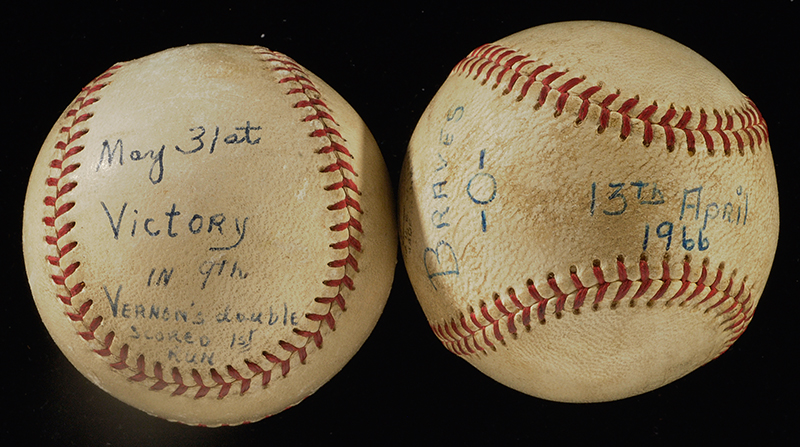 May 31st
Victory
IN 9th
VERNON'S double
SCORED 1st
RUN
BRAVES
-0-
13TH April
1966